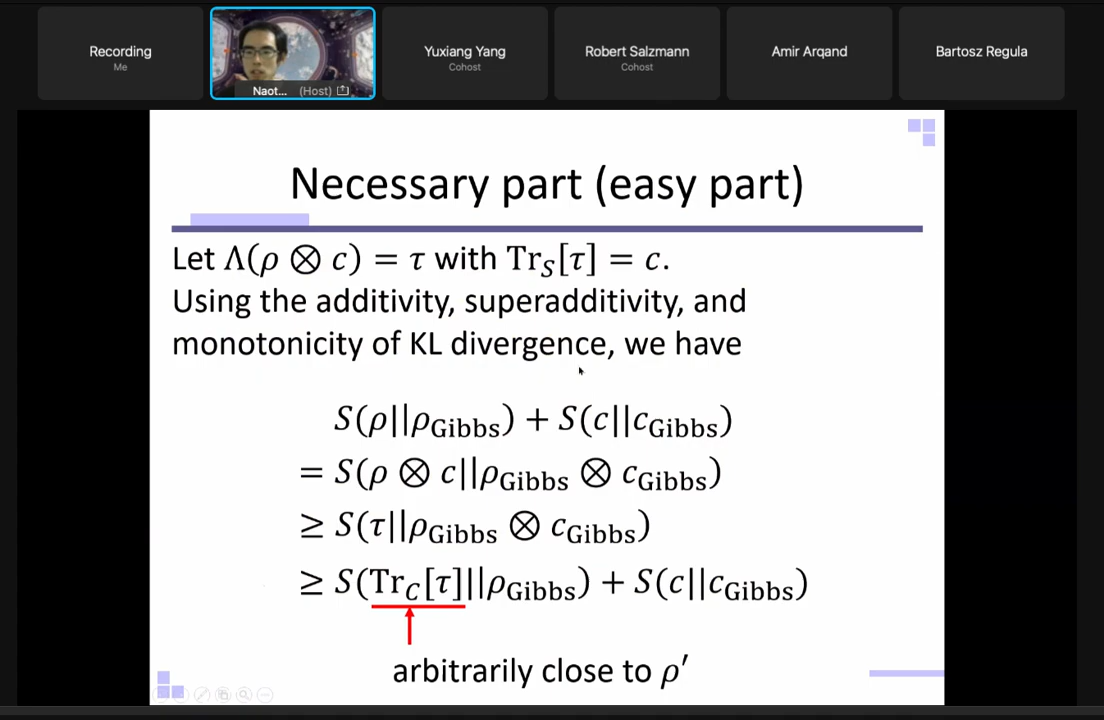 Recording
Me
Naot... (Host)
Yuxiang Yang
Cohost
Robert Salzmann
Cohost
Amir Arqand
Bartosz Regula
Necessary part (easy part)
Let Λ(ρ ⊗ c) = τ with Tr_S[τ] = c.
Using the additivity, superadditivity, and
monotonicity of KL divergence, we have
S(ρ||ρ_Gibbs) + S(c||c_Gibbs)
= S(ρ ⊗ c||ρ_Gibbs ⊗ c_Gibbs)
≥ S(τ||ρ_Gibbs ⊗ c_Gibbs)
≥ S(Tr_C[τ]||ρ_Gibbs) + S(c||c_Gibbs)
arbitrarily close to ρ′